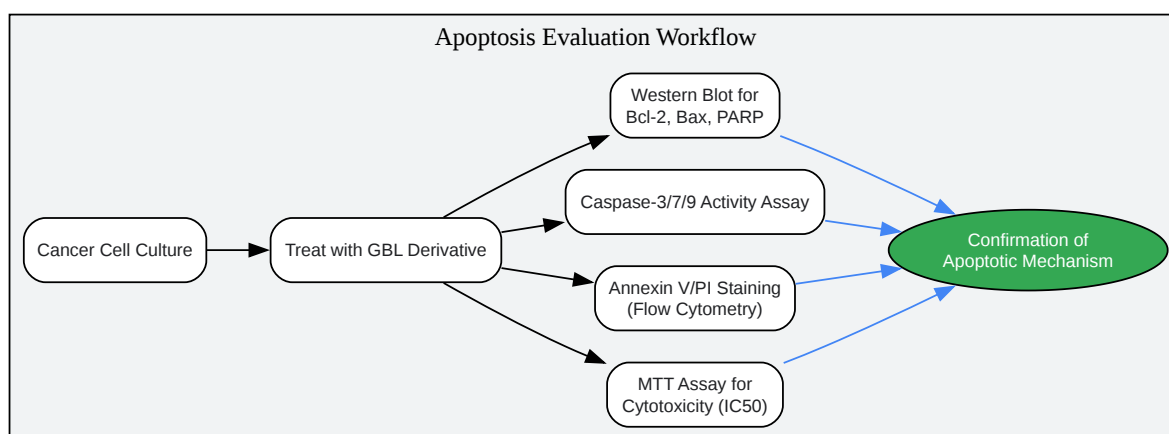 Apoptosis Evaluation Workflow
Cancer Cell Culture
Treat with GBL Derivative
Western Blot for
Bcl-2, Bax, PARP
Caspase-3/7/9 Activity Assay
Annexin V/PI Staining
(Flow Cytometry)
MTT Assay for
Cytotoxicity (IC50)
Confirmation of
Apoptotic Mechanism